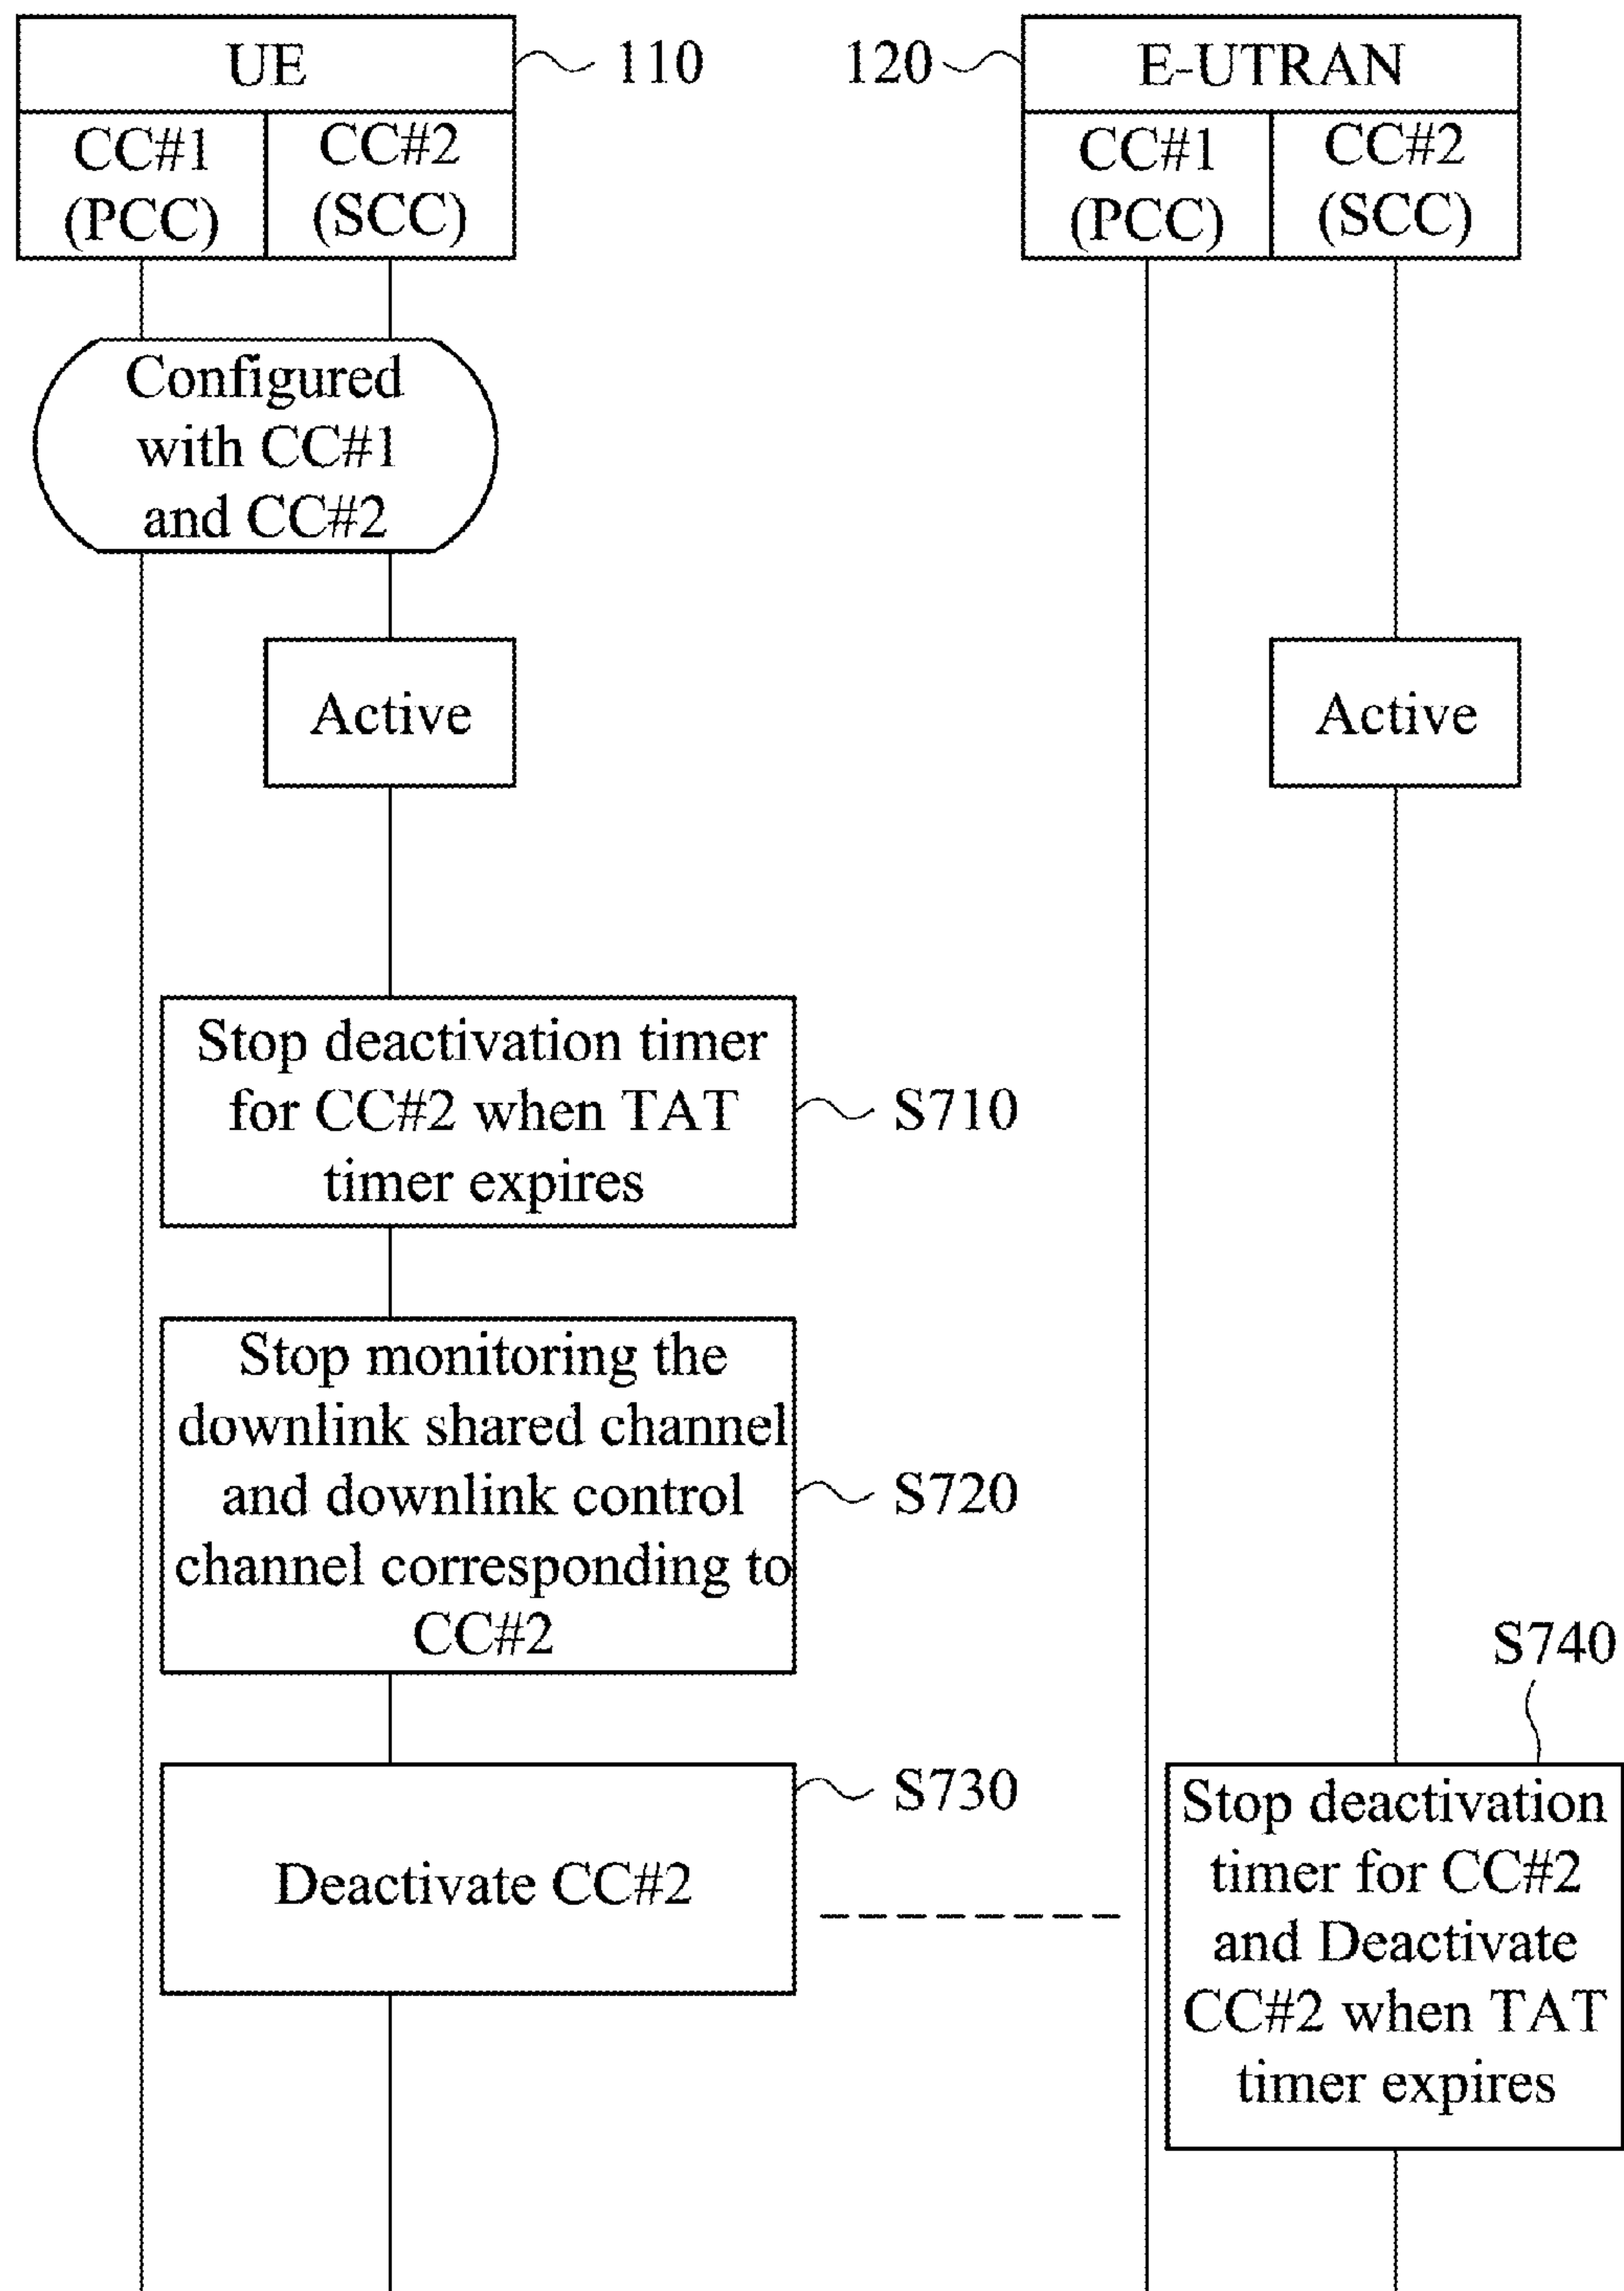 UE
110
120
E-UTRAN
CC#1
(PCC)
CC#2
(SCC)
CC#1
(PCC)
CC#2
(SCC)
Configured
with CC#1
and CC#2
Active
Active
Stop deactivation timer
for CC#2 when TAT
timer expires
S710
Stop monitoring the
downlink shared channel
and downlink control
channel corresponding to
CC#2
S720
Deactivate CC#2
S730
S740
Stop deactivation
timer for CC#2
and Deactivate
CC#2 when TAT
timer expires